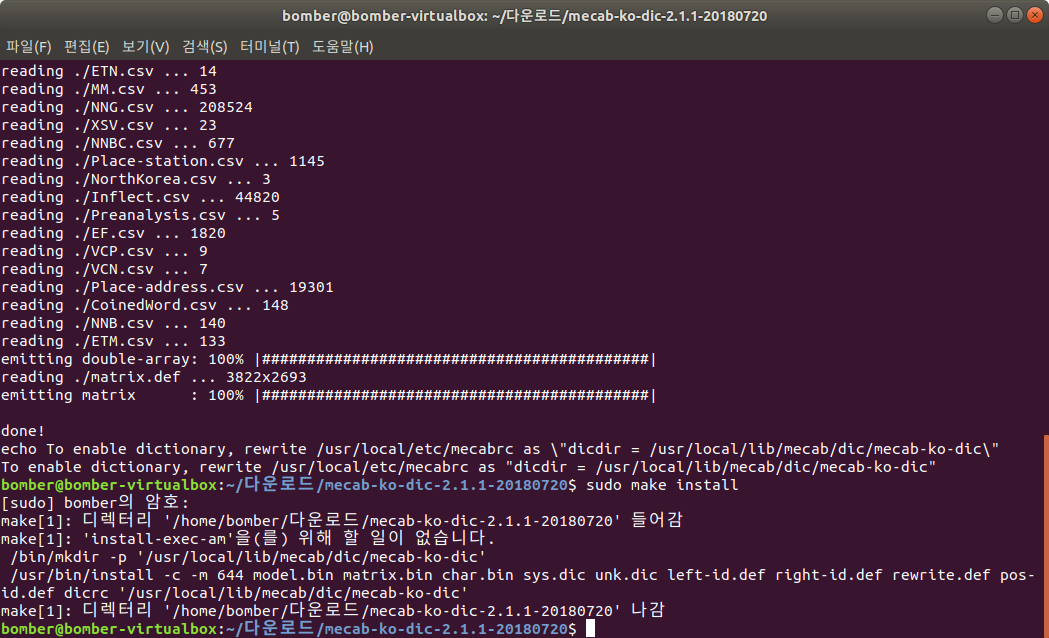 bomber@bomber-virtualbox: ~/다운로드/mecab-ko-dic-2.1.1-20180720
파일(F) 편집(E) 보기(V) 검색(S) 터미널(T) 도움말(H)
reading ./ETN.csv ... 14
reading ./MM.csv ... 453
reading ./NNG.csv ... 208524
reading ./XSV.csv ... 23
reading ./NNBC.csv ... 677
reading ./Place-station.csv ... 1145
reading ./NorthKorea.csv ... 3
reading ./Inflect.csv ... 44820
reading ./Preanalysis.csv ... 5
reading ./EF.csv ... 1820
reading ./VCP.csv ... 9
reading ./VCN.csv ... 7
reading ./Place-address.csv ... 19301
reading ./CoinedWord.csv ... 148
reading ./NNB.csv ... 140
reading ./ETM.csv ... 133
emitting double-array: 100% |###########################################|
reading ./matrix.def ... 3822x2693
emitting matrix      : 100% |###########################################|
done!
echo To enable dictionary, rewrite /usr/local/etc/mecabrc as \"dicdir = /usr/local/lib/mecab/dic/mecab-ko-dic\"
To enable dictionary, rewrite /usr/local/etc/mecabrc as "dicdir = /usr/local/lib/mecab/dic/mecab-ko-dic"
bomber@bomber-virtualbox:~/다운로드/mecab-ko-dic-2.1.1-20180720$ sudo make install
[sudo] bomber의 암호:
make[1]: 디렉터리 '/home/bomber/다운로드/mecab-ko-dic-2.1.1-20180720' 들어감
make[1]: 'install-exec-am'을(를) 위해 할 일이 없습니다.
 /bin/mkdir -p '/usr/local/lib/mecab/dic/mecab-ko-dic'
 /usr/bin/install -c -m 644 model.bin matrix.bin char.bin sys.dic unk.dic left-id.def right-id.def rewrite.def pos-
id.def dicrc '/usr/local/lib/mecab/dic/mecab-ko-dic'
make[1]: 디렉터리 '/home/bomber/다운로드/mecab-ko-dic-2.1.1-20180720' 나감
bomber@bomber-virtualbox:~/다운로드/mecab-ko-dic-2.1.1-20180720$